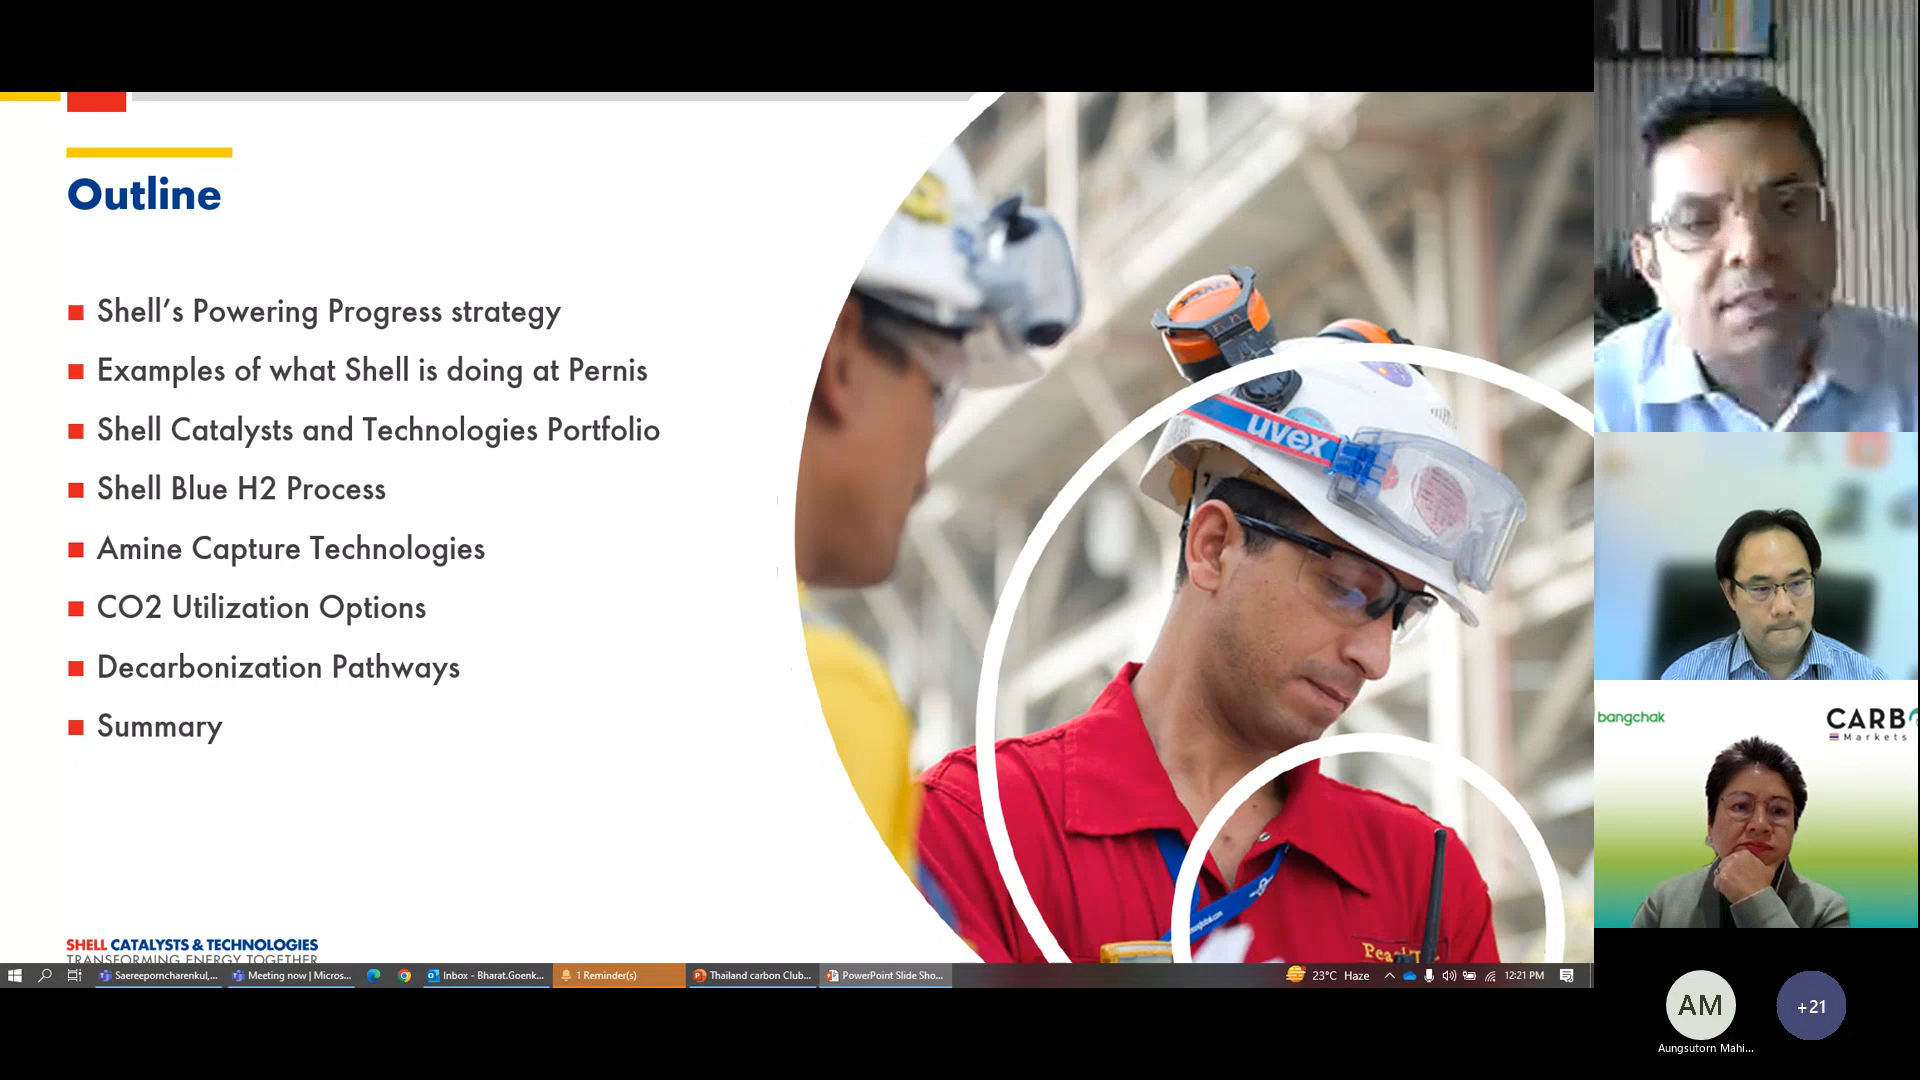 Outline
Shell's Powering Progress strategy
Examples of what Shell is doing at Pernis
Shell Catalysts and Technologies Portfolio
Shell Blue H2 Process
Amine Capture Technologies
CO2 Utilization Options
Decarbonization Pathways
Summary
SHELL CATALYSTS & TECHNOLOGIES
TRANSFORMING ENERGY TOGETHER
uvex
bangchak
CARB
Markets
Saereeporncharenkul,...
Meeting now | Micros...
Inbox - Bharat.Goenk...
1 Reminder(s)
Thailand carbon Club...
PowerPoint Slide Sho...
23°C Haze
12:21 PM
AM
+21
Aungsutorn Mahi...